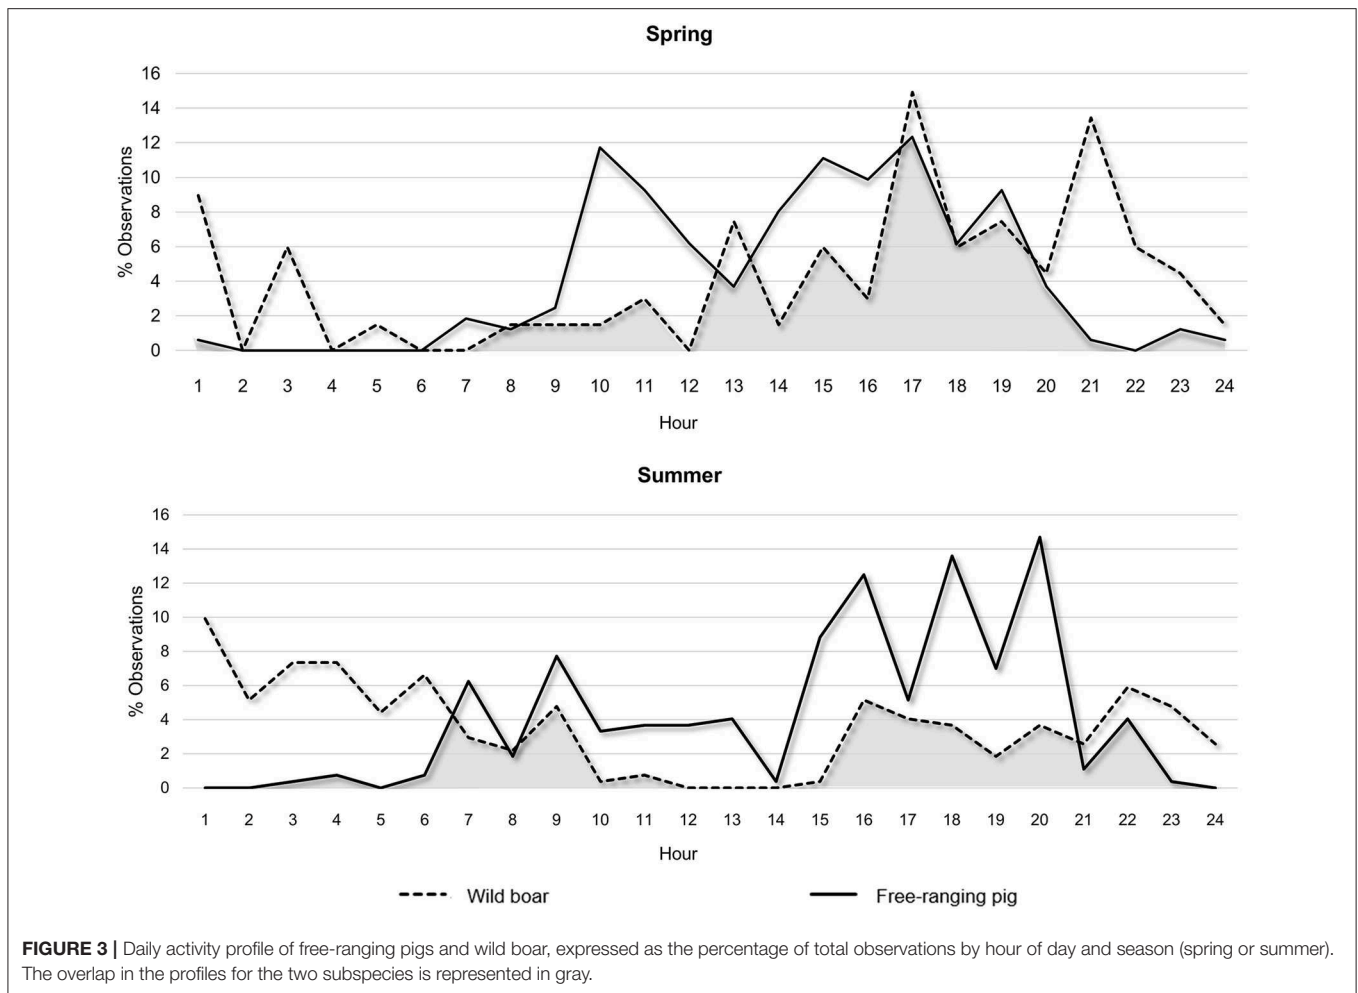 Spring
16
14
12
10
8
6
4
2
0
% Observations
1 2 3 4 5 6 7 8 9 10 11 12 13 14 15 16 17 18 19 20 21 22 23 24
Hour
Summer
16
14
12
10
8
6
4
2
0
% Observations
1 2 3 4 5 6 7 8 9 10 11 12 13 14 15 16 17 18 19 20 21 22 23 24
Hour
Wild boar Free-ranging pig
FIGURE 3 | Daily activity profile of free-ranging pigs and wild boar, expressed as the percentage of total observations by hour of day and season (spring or summer).
The overlap in the profiles for the two subspecies is represented in gray.